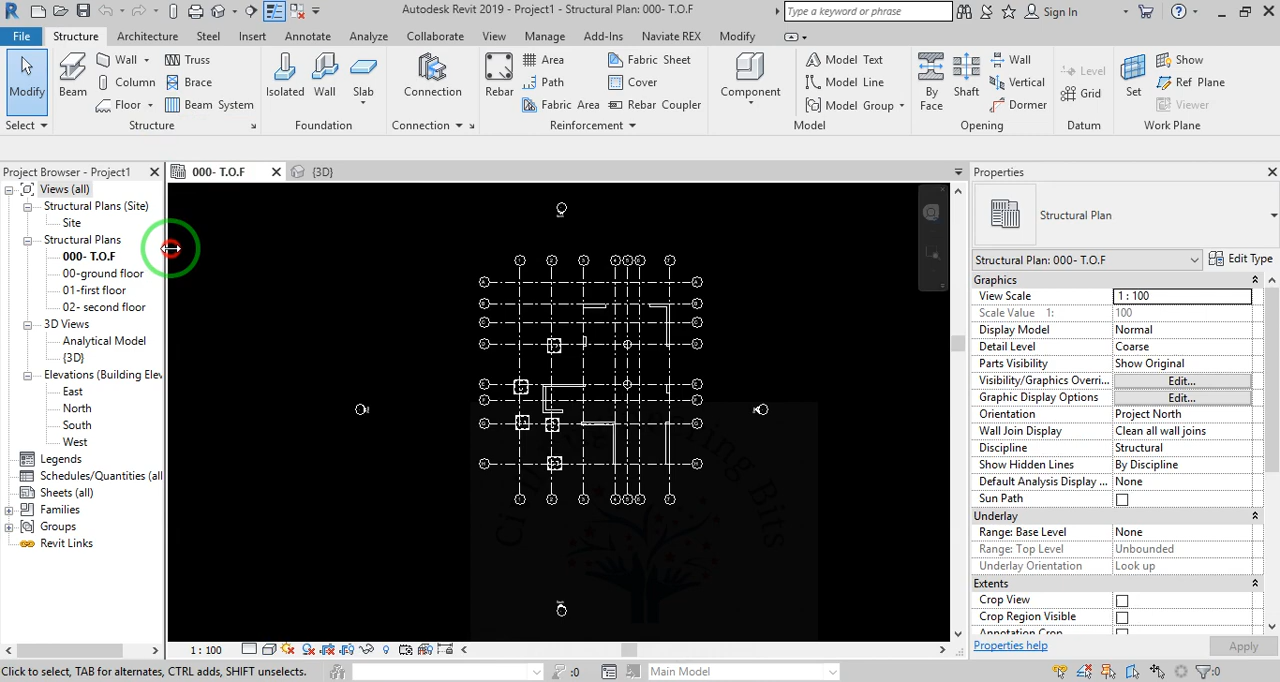 Autodesk Revit 2019 - Project1 - Structural Plan: 000- T.O.F
Type a keyword or phrase
Sign In
File Structure Architecture Steel Insert Annotate Analyze Collaborate View Manage Add-Ins Naviate REX Modify
Modify
Beam
Wall
Column
Floor
Truss
Brace
Beam System
Isolated
Wall
Slab
Connection
Rebar
Area
Path
Fabric Area
Fabric Sheet
Cover
Rebar Coupler
Component
Model Text
Model Line
Model Group
By Face
Shaft
Wall
Vertical
Dormer
Level
Grid
Set
Show
Ref Plane
Viewer
Select Structure Foundation Connection Reinforcement Model Opening Datum Work Plane
Project Browser - Project1
Views (all)
Structural Plans (Site)
Site
Structural Plans
000- T.O.F
00-ground floor
01-first floor
02- second floor
3D Views
Analytical Model
{3D}
Elevations (Building Elev
East
North
South
West
Legends
Schedules/Quantities (all
Sheets (all)
Families
Groups
Revit Links
000- T.O.F
{3D}
Properties
Structural Plan
Structural Plan: 000- T.O.F
Edit Type
Graphics
View Scale 1 : 100
Scale Value 1: 100
Display Model Normal
Detail Level Coarse
Parts Visibility Show Original
Visibility/Graphics Overri... Edit...
Graphic Display Options Edit...
Orientation Project North
Wall Join Display Clean all wall joins
Discipline Structural
Show Hidden Lines By Discipline
Default Analysis Display ... None
Sun Path
Underlay
Range: Base Level None
Range: Top Level Unbounded
Underlay Orientation Look up
Extents
Crop View
Crop Region Visible
Annotation Crop
Properties help
Apply
1 : 100
Click to select, TAB for alternates, CTRL adds, SHIFT unselects.
:0
Main Model
:0